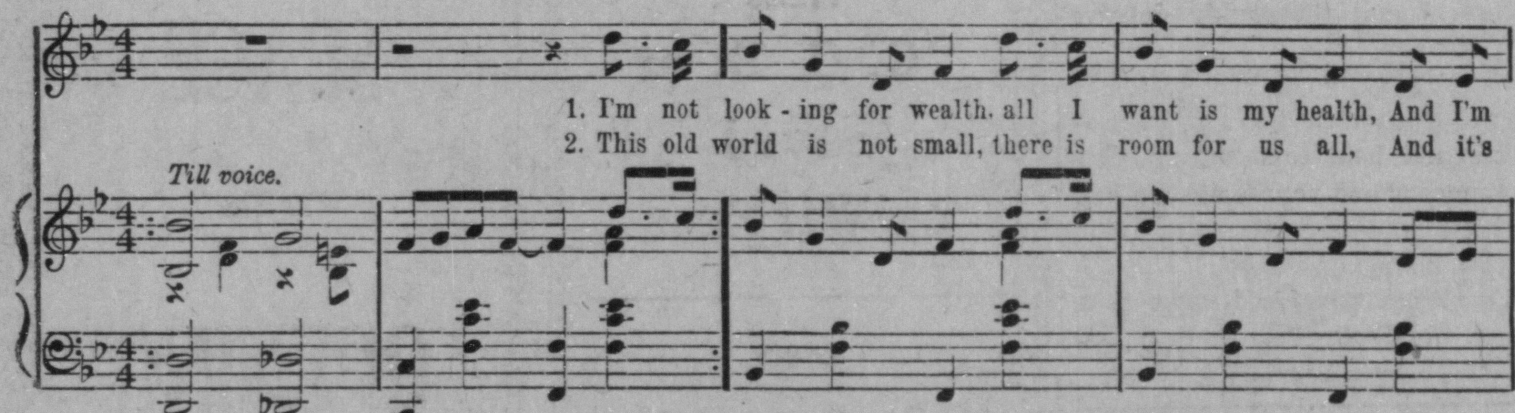 1. I'm not look - ing for wealth. all I want is my health, And I'm
2. This old world is not small, there is room for us all, And it's
Till voice.